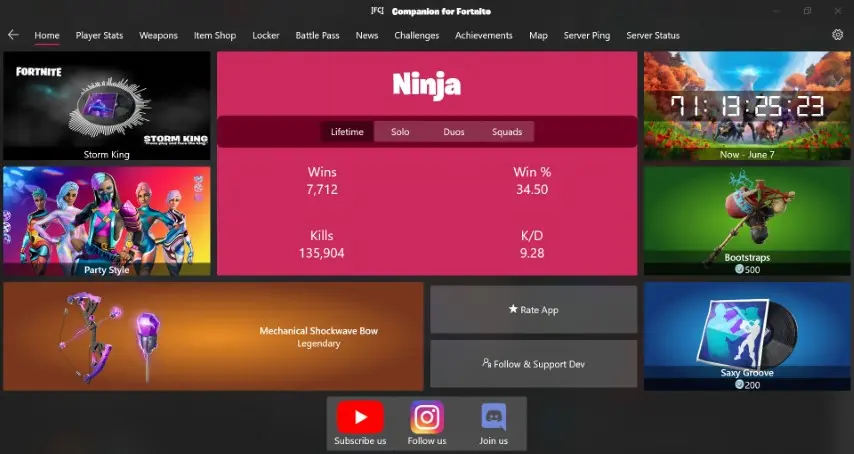 [FC] Companion for Fortnite
Home Player Stats Weapons Item Shop Locker Battle Pass News Challenges Achievements Map Server Ping Server Status
FORTNITE
STORM KING
Storm King
Party Style
Ninja
Lifetime Solo Duos Squads
Wins
7,712
Win %
34.50
Kills
135,904
K/D
9.28
71:13:25:23
Now - June 7
Bootstraps
500
Mechanical Shockwave Bow
Legendary
Rate App
Follow & Support Dev
Saxy Groove
200
Subscribe us
Follow us
Join us